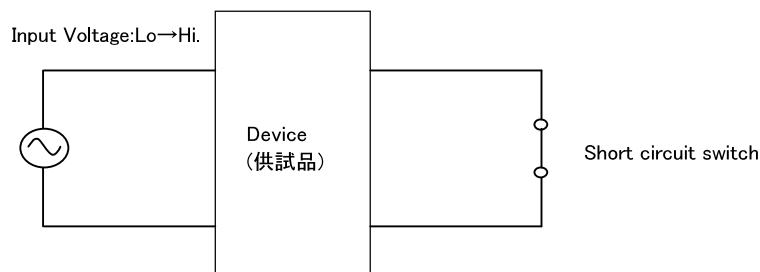 Input Voltage:Lo→Hi.
Device
(供試品)
Short circuit switch